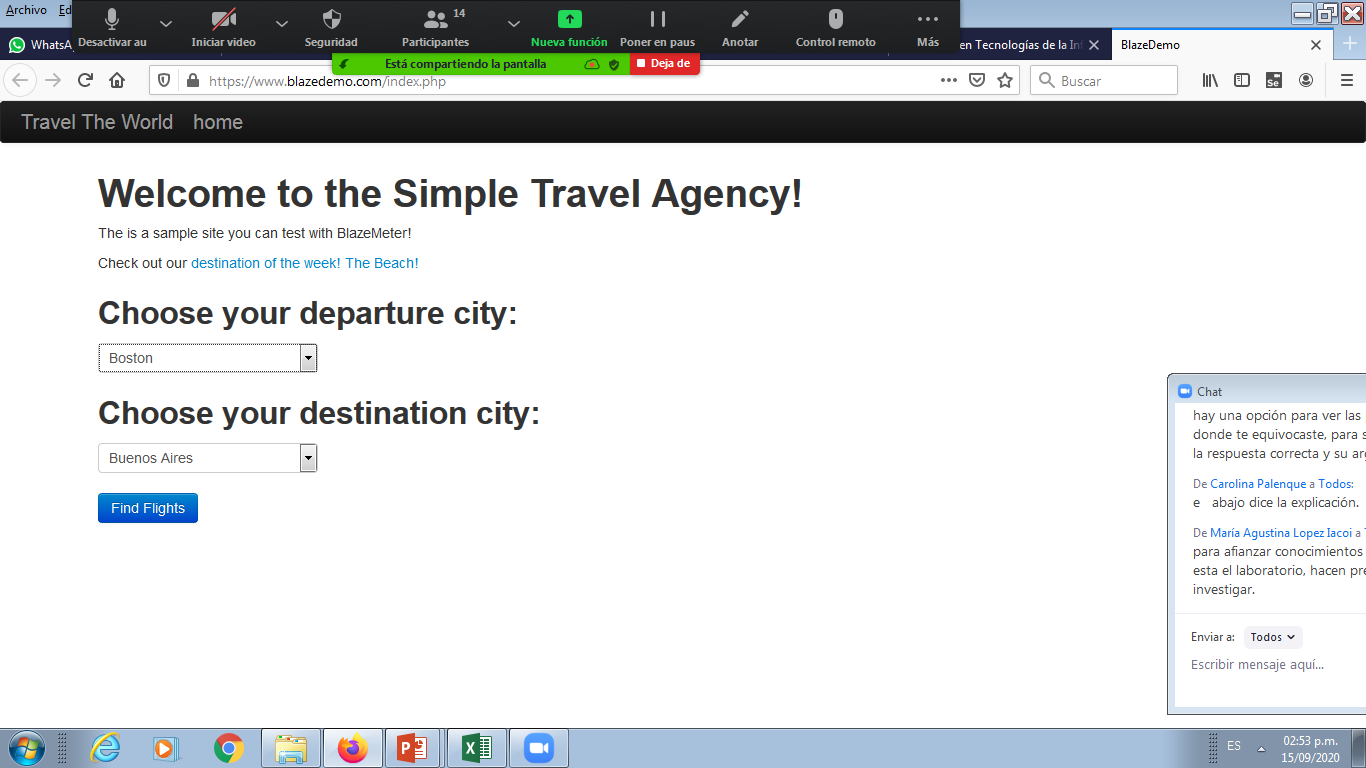 Archivo Ed
14
Desactivar au Iniciar video Seguridad Participantes Nueva función Poner en paus Anotar Control remoto Más
Está compartiendo la pantalla Deja de
WhatsA en Tecnologías de la In BlazeDemo
https://www.blazedemo.com/index.php Buscar Se
Travel The World home
Welcome to the Simple Travel Agency!
The is a sample site you can test with BlazeMeter!
Check out our destination of the week! The Beach!
Choose your departure city:
Boston
Choose your destination city:
Buenos Aires
Find Flights
Chat
hay una opción para ver las
donde te equivocaste, para s
la respuesta correcta y su arg
De Carolina Palenque a Todos:
e abajo dice la explicación.
De María Agustina Lopez Iacoi a T
para afianzar conocimientos
esta el laboratorio, hacen pre
investigar.
Enviar a: Todos
Escribir mensaje aquí...
ES 02:53 p.m.
15/09/2020